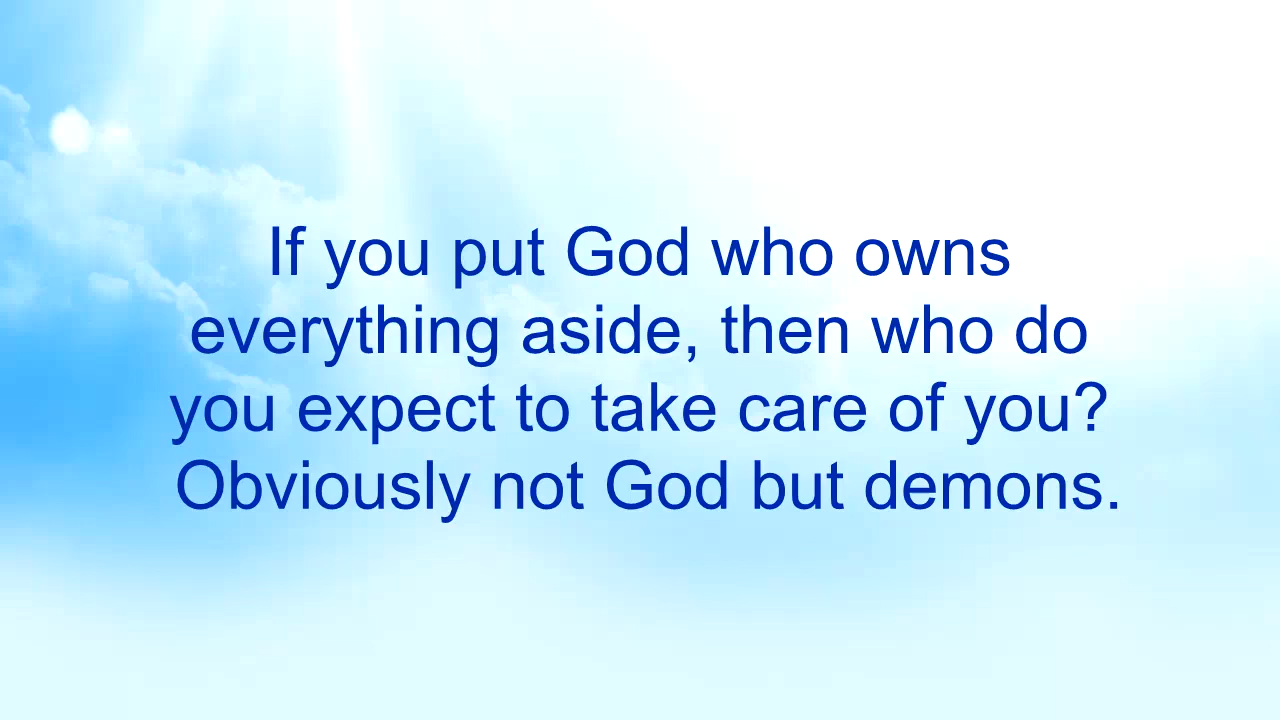 If you put God who owns
everything aside, then who do
you expect to take care of you?
Obviously not God but demons.